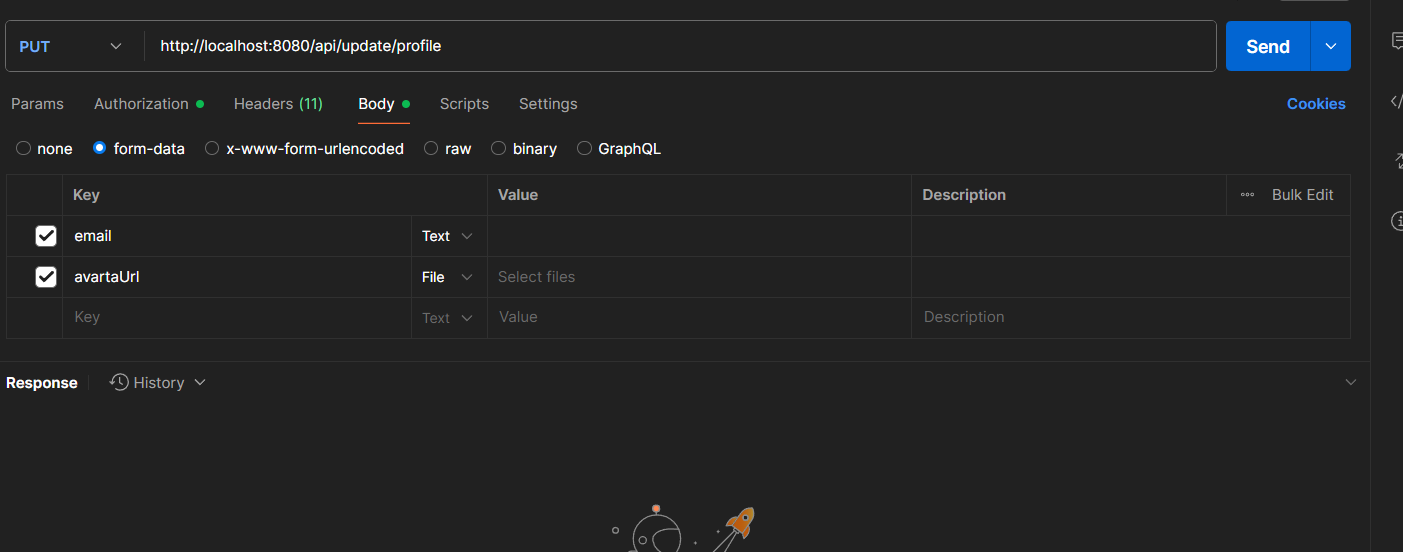 PUT http://localhost:8080/api/update/profile Send
Params Authorization Headers (11) Body Scripts Settings Cookies
none form-data x-www-form-urlencoded raw binary GraphQL
Key Value Description Bulk Edit
email Text
avartaUrl File Select files
Key Text Value Description
Response History